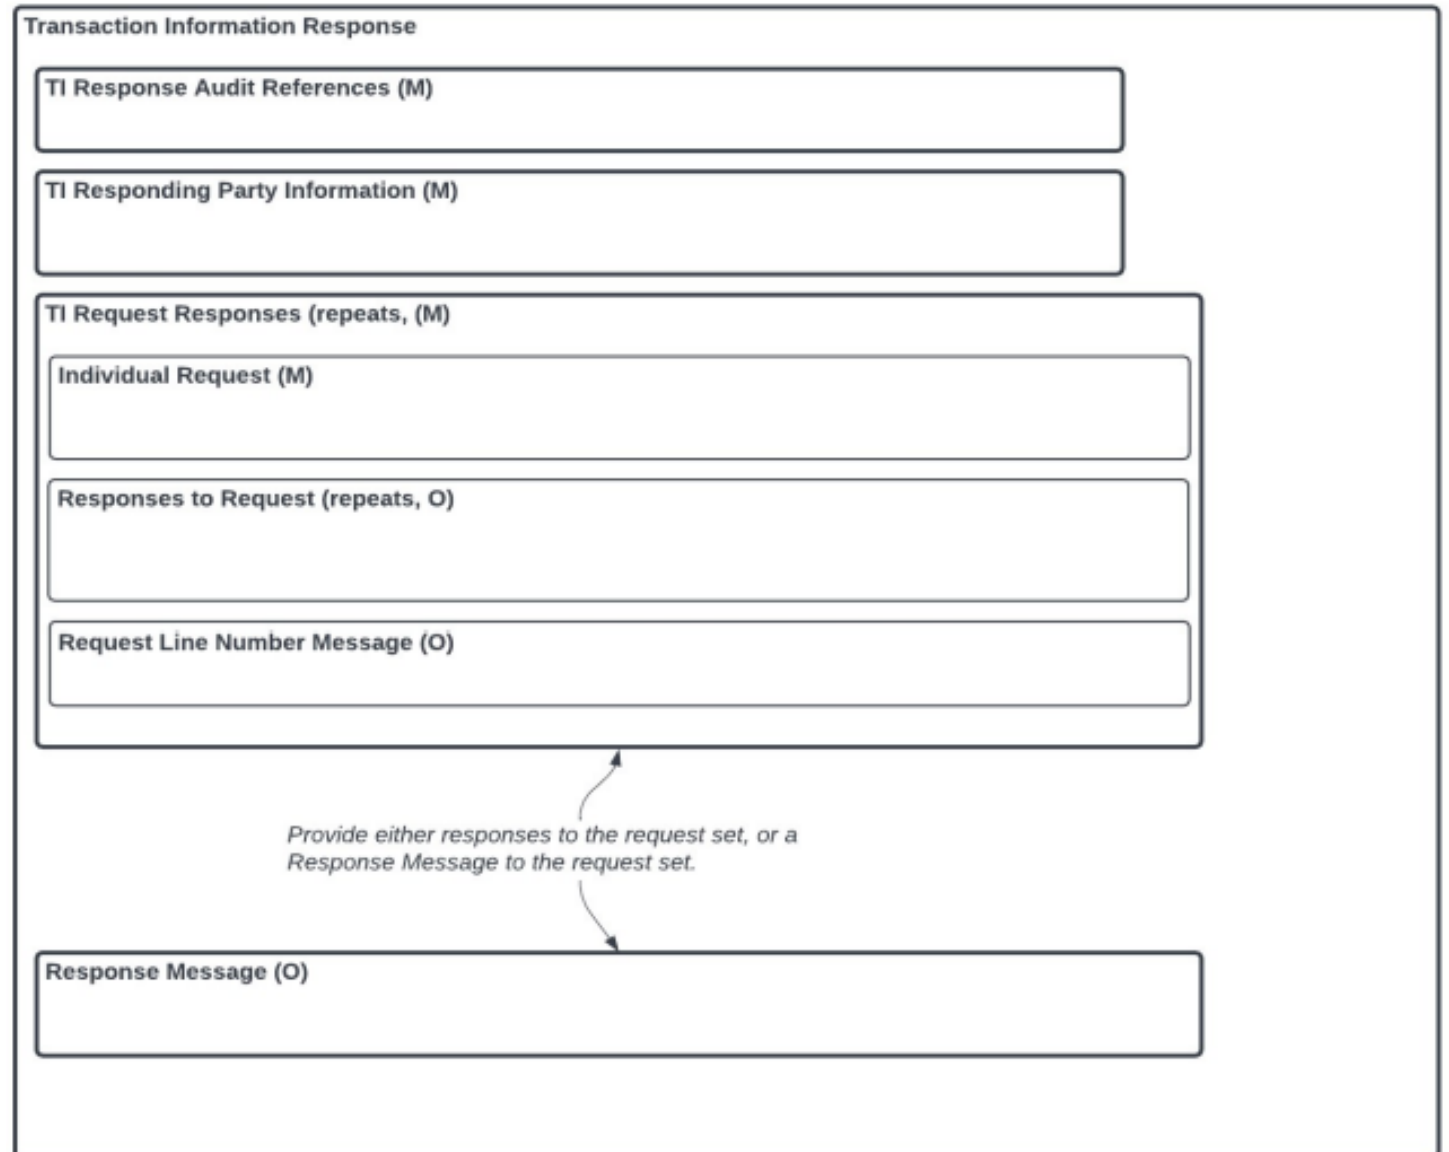 Transaction Information Response
TI Response Audit References (M)
TI Responding Party Information (M)
TI Request Responses (repeats, (M)
Individual Request (M)
Responses to Request (repeats, O)
Request Line Number Message (O)
Provide either responses to the request set, or a
Response Message to the request set.
Response Message (O)